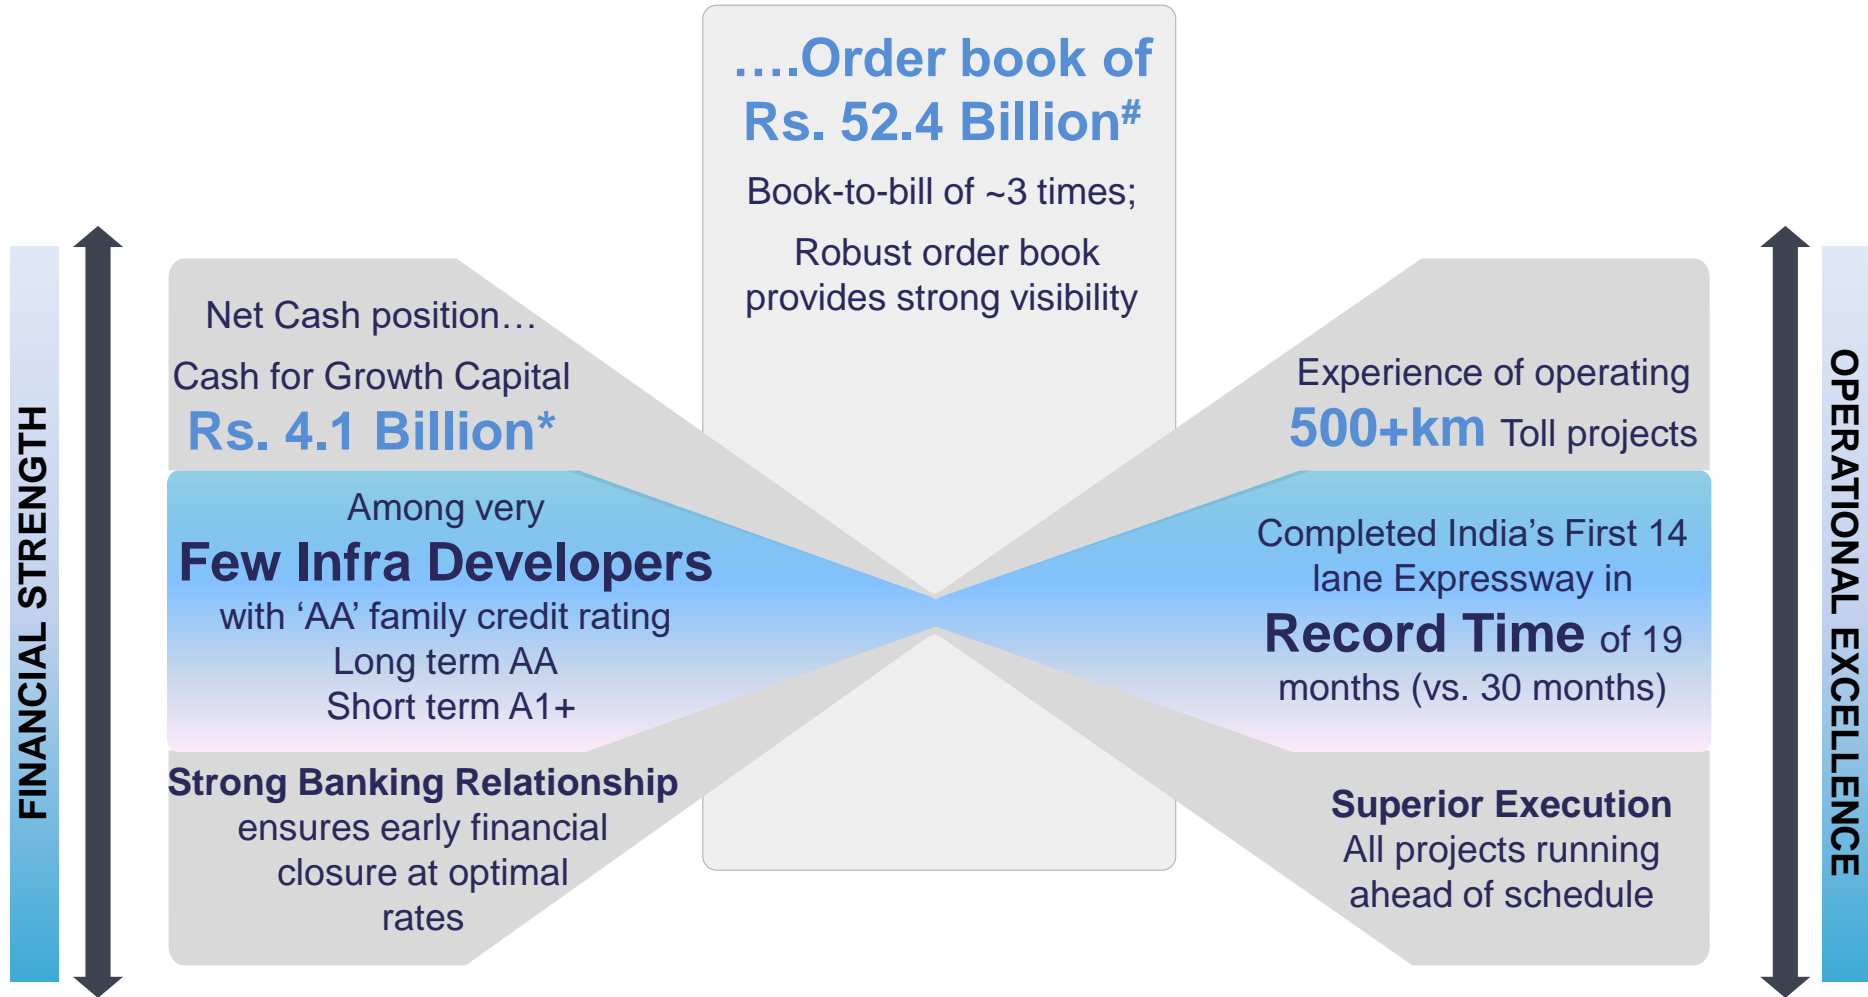 ….Order book of
Rs. 52.4 Billion#
Book-to-bill of ~3 times;
Robust order book
provides strong visibility
FINANCIAL STRENGTH
Net Cash position…
Cash for Growth Capital
Rs. 4.1 Billion*
Among very
Few Infra Developers
with ‘AA’ family credit rating
Long term AA
Short term A1+
Strong Banking Relationship
ensures early financial
closure at optimal
rates
Experience of operating
500+km Toll projects
Completed India’s First 14
lane Expressway in
Record Time of 19
months (vs. 30 months)
Superior Execution
All projects running
ahead of schedule
OPERATIONAL EXCELLENCE